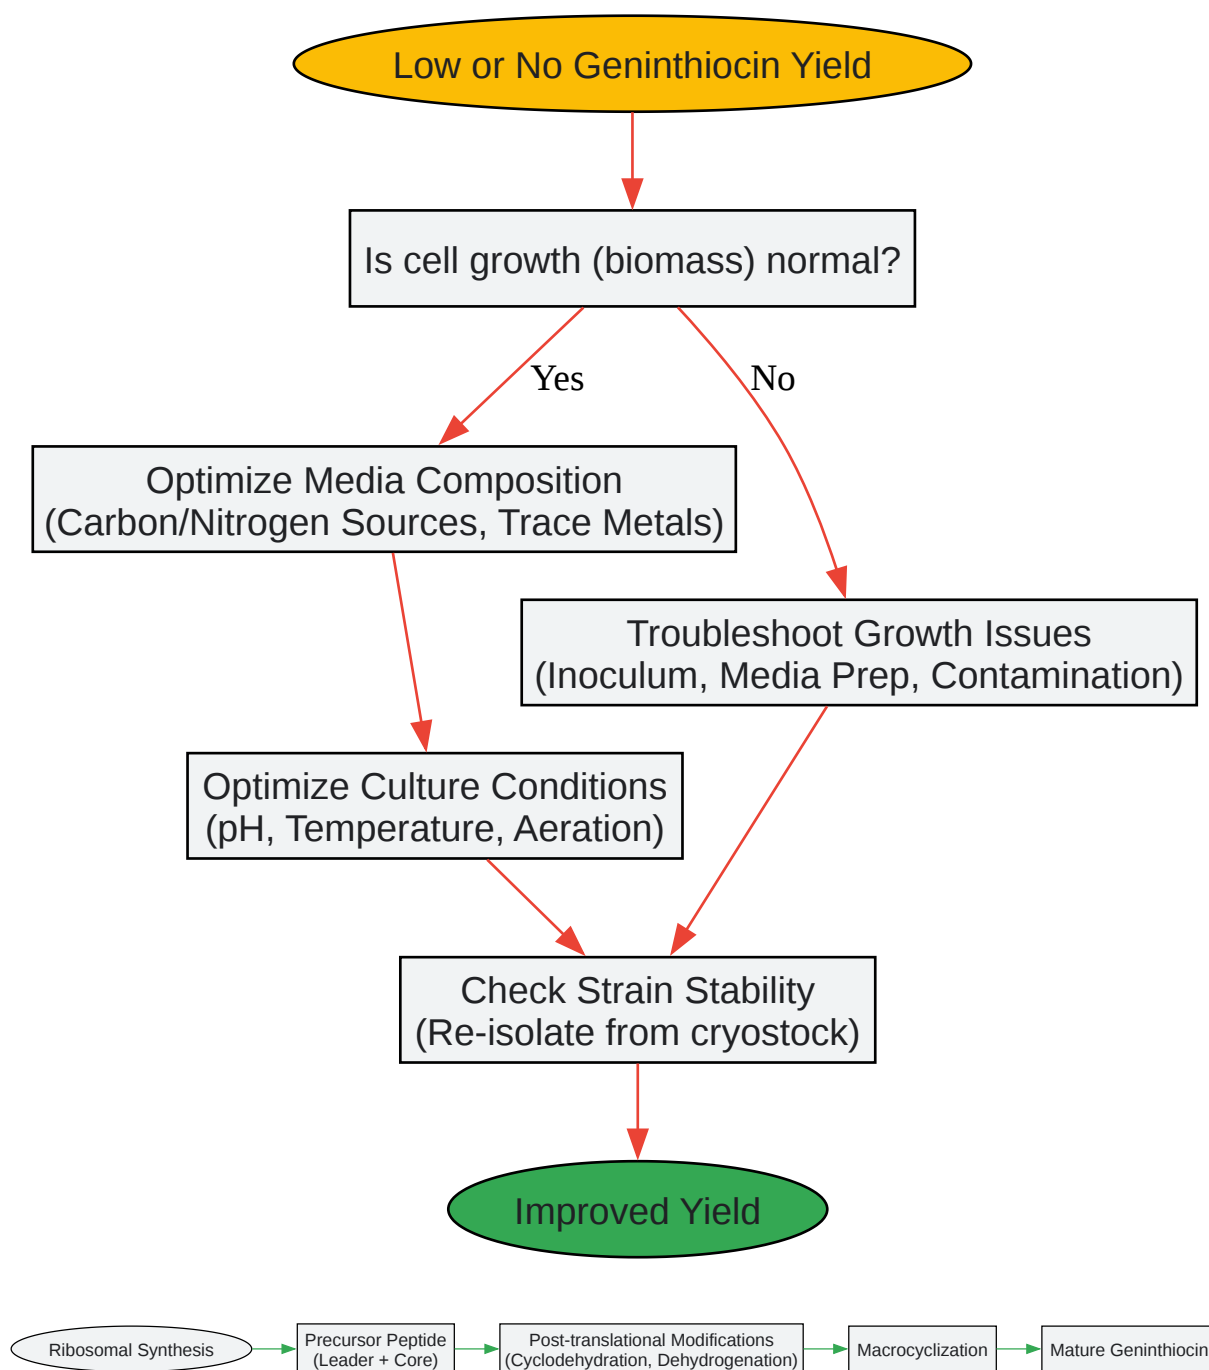 Low or No Geninthiocin Yield
Is cell growth (biomass) normal?
Yes
No
Optimize Media Composition
(Carbon/Nitrogen Sources, Trace Metals)
Troubleshoot Growth Issues
(Inoculum, Media Prep, Contamination)
Optimize Culture Conditions
(pH, Temperature, Aeration)
Check Strain Stability
(Re-isolate from cryostock)
Improved Yield
Ribosomal Synthesis
Precursor Peptide
(Leader + Core)
Post-translational Modifications
(Cyclodehydration, Dehydrogenation)
Macrocyclization
Mature Geninthiocin